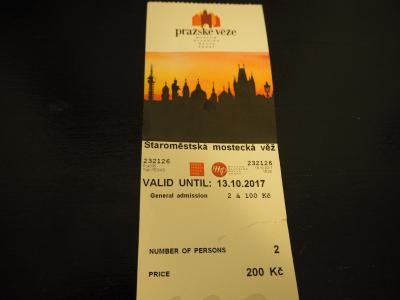 pražské věže
MUSEUM
Staroměstská mostecká věž
232126 232126
VALID UNTIL: 13.10.2017
General admission 2 à 100 Kč
NUMBER OF PERSONS 2
PRICE 200 Kč